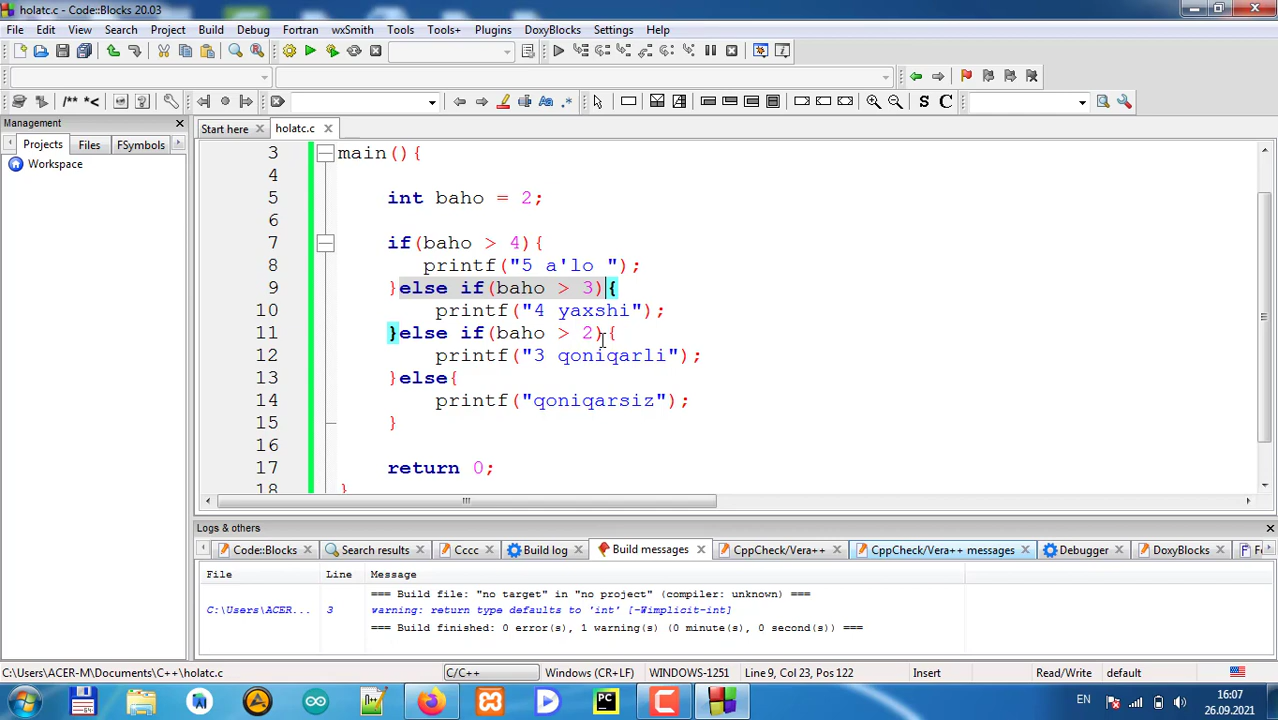 holatc.c - Code::Blocks 20.03
File Edit View Search Project Build Debug Fortran wxSmith Tools Tools+ Plugins DoxyBlocks Settings Help
/** *< Aa .* S C
Management
Projects Files FSymbols
Workspace
Start here holatc.c
3 main(){
4
5 int baho = 2;
6
7 if(baho > 4){
8 printf("5 a'lo ");
9 }else if(baho > 3){
10 printf("4 yaxshi");
11 }else if(baho > 2){
12 printf("3 qoniqarli");
13 }else{
14 printf("qoniqarsiz");
15 }
16
17 return 0;
18 }
Logs & others
Code::Blocks Search results Cccc Build log Build messages CppCheck/Vera++ CppCheck/Vera++ messages Debugger DoxyBlocks
File Line Message
=== Build file: "no target" in "no project" (compiler: unknown) ===
C:\Users\ACER... 3 warning: return type defaults to 'int' [-Wimplicit-int]
=== Build finished: 0 error(s), 1 warning(s) (0 minute(s), 0 second(s)) ===
C:\Users\ACER-M\Documents\C++\holatc.c C/C++ Windows (CR+LF) WINDOWS-1251 Line 9, Col 23, Pos 122 Insert Read/Write default
PC EN 16:07
26.09.2021